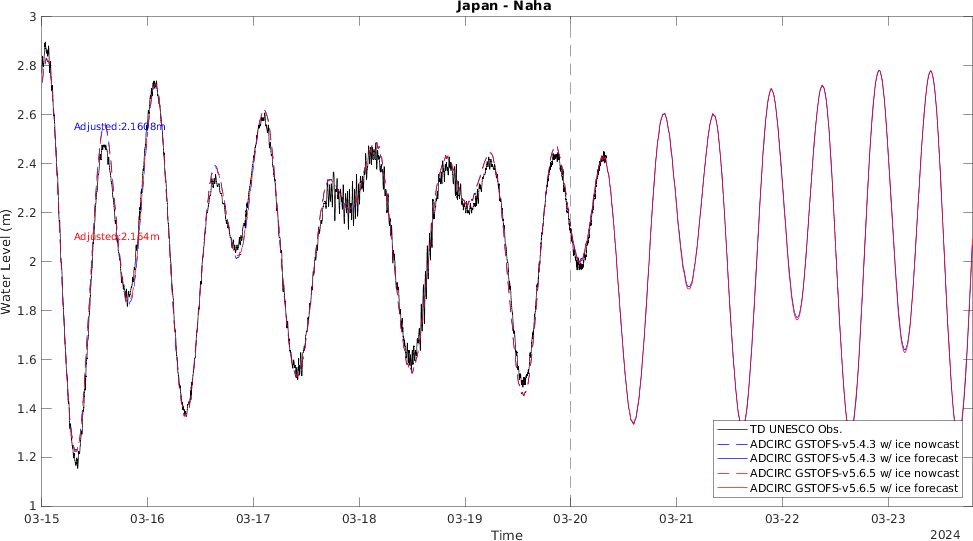 Japan - Naha
3
2.8
2.6
2.4
2.2
2
1.8
1.6
1.4
1.2
1
Water Level (m)
Adjusted:2.1608m
Adjusted:2.164m
TD UNESCO Obs.
ADCIRC GSTOFS-v5.4.3 w/ ice nowcast
ADCIRC GSTOFS-v5.4.3 w/ ice forecast
ADCIRC GSTOFS-v5.6.5 w/ ice nowcast
ADCIRC GSTOFS-v5.6.5 w/ ice forecast
03-15 03-16 03-17 03-18 03-19 03-20 03-21 03-22 03-23
Time
2024